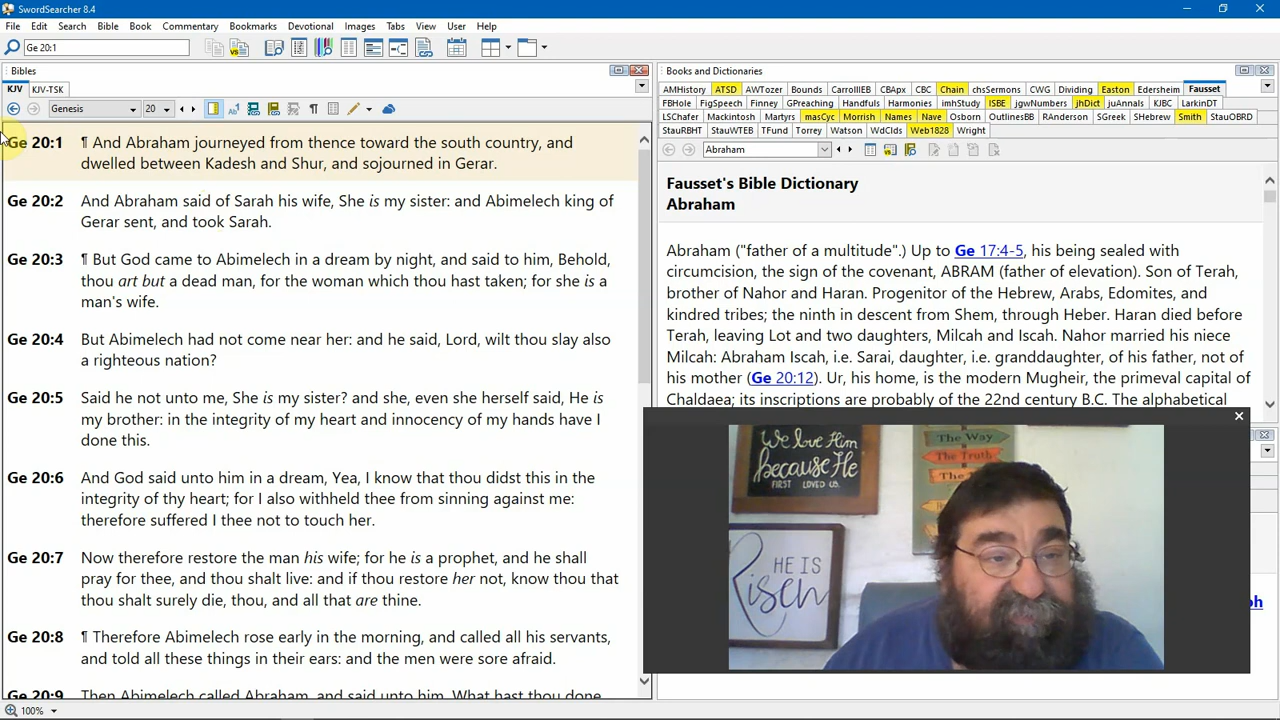 SwordSearcher 8.4
File Edit Search Bible Book Commentary Bookmarks Devotional Images Tabs View User Help
Ge 20:1
Bibles
KJV KJV-TSK
Genesis 20
Ge 20:1 ¶ And Abraham journeyed from thence toward the south country, and
dwelled between Kadesh and Shur, and sojourned in Gerar.
Ge 20:2 And Abraham said of Sarah his wife, She is my sister: and Abimelech king of
Gerar sent, and took Sarah.
Ge 20:3 ¶ But God came to Abimelech in a dream by night, and said to him, Behold,
thou art but a dead man, for the woman which thou hast taken; for she is a
man's wife.
Ge 20:4 But Abimelech had not come near her: and he said, Lord, wilt thou slay also
a righteous nation?
Ge 20:5 Said he not unto me, She is my sister? and she, even she herself said, He is
my brother: in the integrity of my heart and innocency of my hands have I
done this.
Ge 20:6 And God said unto him in a dream, Yea, I know that thou didst this in the
integrity of thy heart; for I also withheld thee from sinning against me:
therefore suffered I thee not to touch her.
Ge 20:7 Now therefore restore the man his wife; for he is a prophet, and he shall
pray for thee, and thou shalt live: and if thou restore her not, know thou that
thou shalt surely die, thou, and all that are thine.
Ge 20:8 ¶ Therefore Abimelech rose early in the morning, and called all his servants,
and told all these things in their ears: and the men were sore afraid.
Ge 20:9 Then Abimelech called Abraham, and said unto him, What hast thou done
100%
Books and Dictionaries
AMHistory ATSD AWTozer Bounds CarrollEIB CBApx CBC Chain chsSermons CWG Dividing Easton Edersheim Fausset
FBHole FigSpeech Finney GPreaching Handfuls Harmonies imhStudy ISBE jgwNumbers jhDict juAnnals KJBC LarkinDT
LSChafer Mackintosh Martyrs masCyc Morrish Names Nave Osborn OutlinesBB RAnderson SGreek SHebrew Smith StauOBRD
StauRBHT StauWTEB TFund Torrey Watson WdClds Web1828 Wright
Abraham
Fausset's Bible Dictionary
Abraham
Abraham ("father of a multitude".) Up to Ge 17:4-5, his being sealed with
circumcision, the sign of the covenant, ABRAM (father of elevation). Son of Terah,
brother of Nahor and Haran. Progenitor of the Hebrew, Arabs, Edomites, and
kindred tribes; the ninth in descent from Shem, through Heber. Haran died before
Terah, leaving Lot and two daughters, Milcah and Iscah. Nahor married his niece
Milcah: Abraham Iscah, i.e. Sarai, daughter, i.e. granddaughter, of his father, not of
his mother (Ge 20:12). Ur, his home, is the modern Mugheir, the primeval capital of
Chaldaea; its inscriptions are probably of the 22nd century B.C. The alphabetical
We love Him
because He
FIRST LOVED US.
The Way
The Truth
HE IS
Risen